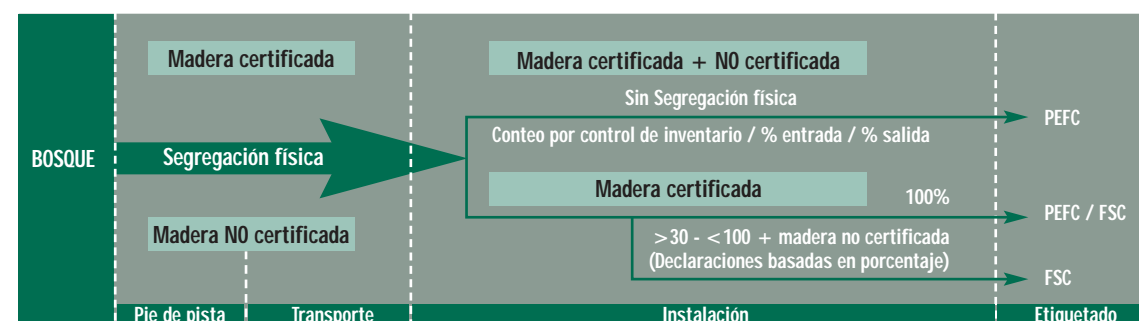 Madera certificada
Madera certificada + N0 certificada
Sin Segregación física
PEFC
Conteo por control de inventario / % entrada / % salida
BOSQUE
Segregación física
Madera certificada
100%
PEFC / FSC
Madera N0 certificada
>30 - <100 + madera no certificada
(Declaraciones basadas en porcentaje)
FSC
Pie de pista
Transporte
Instalación
Etiquetado